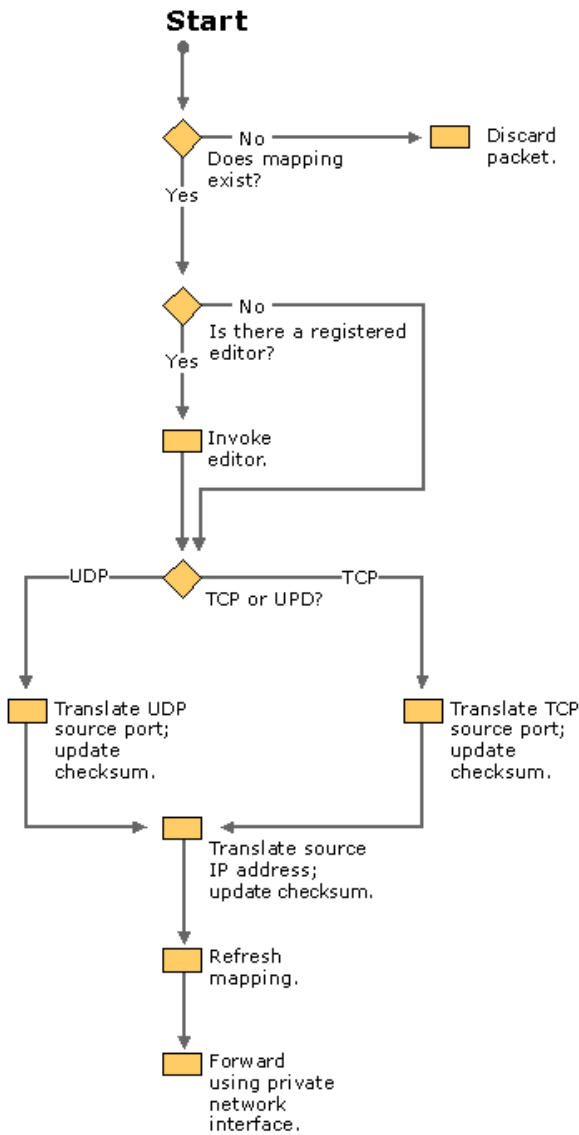 Start
No
Discard
packet.
Does mapping
exist?
Yes
No
Is there a registered
editor?
Yes
Invoke
editor.
UDP
TCP
TCP or UPD?
Translate UDP
source port;
update
checksum.
Translate TCP
source port;
update
checksum.
Translate source
IP address;
update checksum.
Refresh
mapping.
Forward
using private
network
interface.